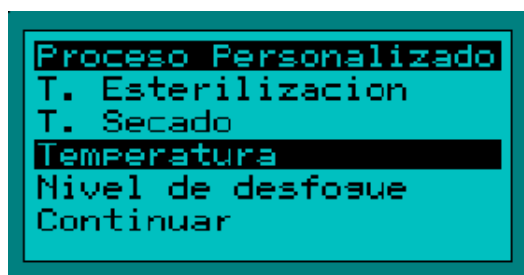 Proceso Personalizado
T. Esterilizacion
T. Secado
Temperatura
Nivel de desfogue
Continuar